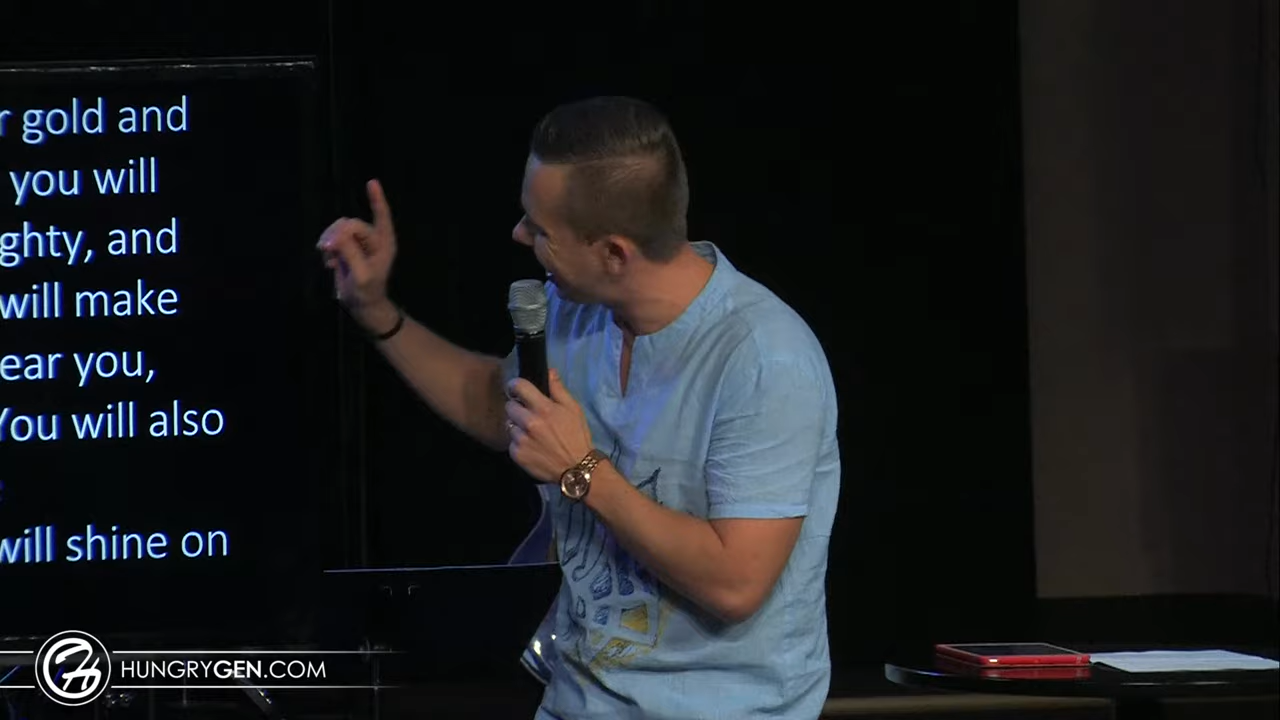 gold and
you will
ghty, and
will make
ear you,
You will also
will shine on
HUNGRYGEN.COM